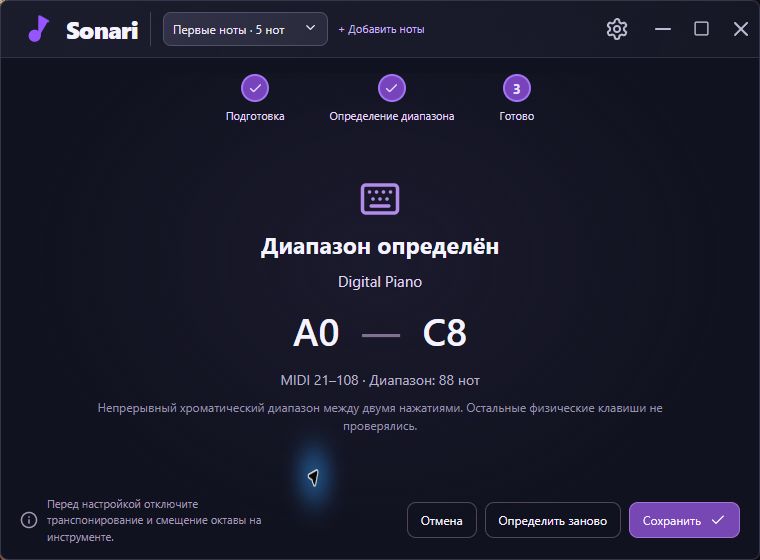 Sonari
Первые ноты · 5 нот
+ Добавить ноты
3
Подготовка
Определение диапазона
Готово
Диапазон определён
Digital Piano
A0 — C8
MIDI 21–108 · Диапазон: 88 нот
Непрерывный хроматический диапазон между двумя нажатиями. Остальные физические клавиши не
проверялись.
Перед настройкой отключите
транспонирование и смещение октавы на
инструменте.
Отмена
Определить заново
Сохранить